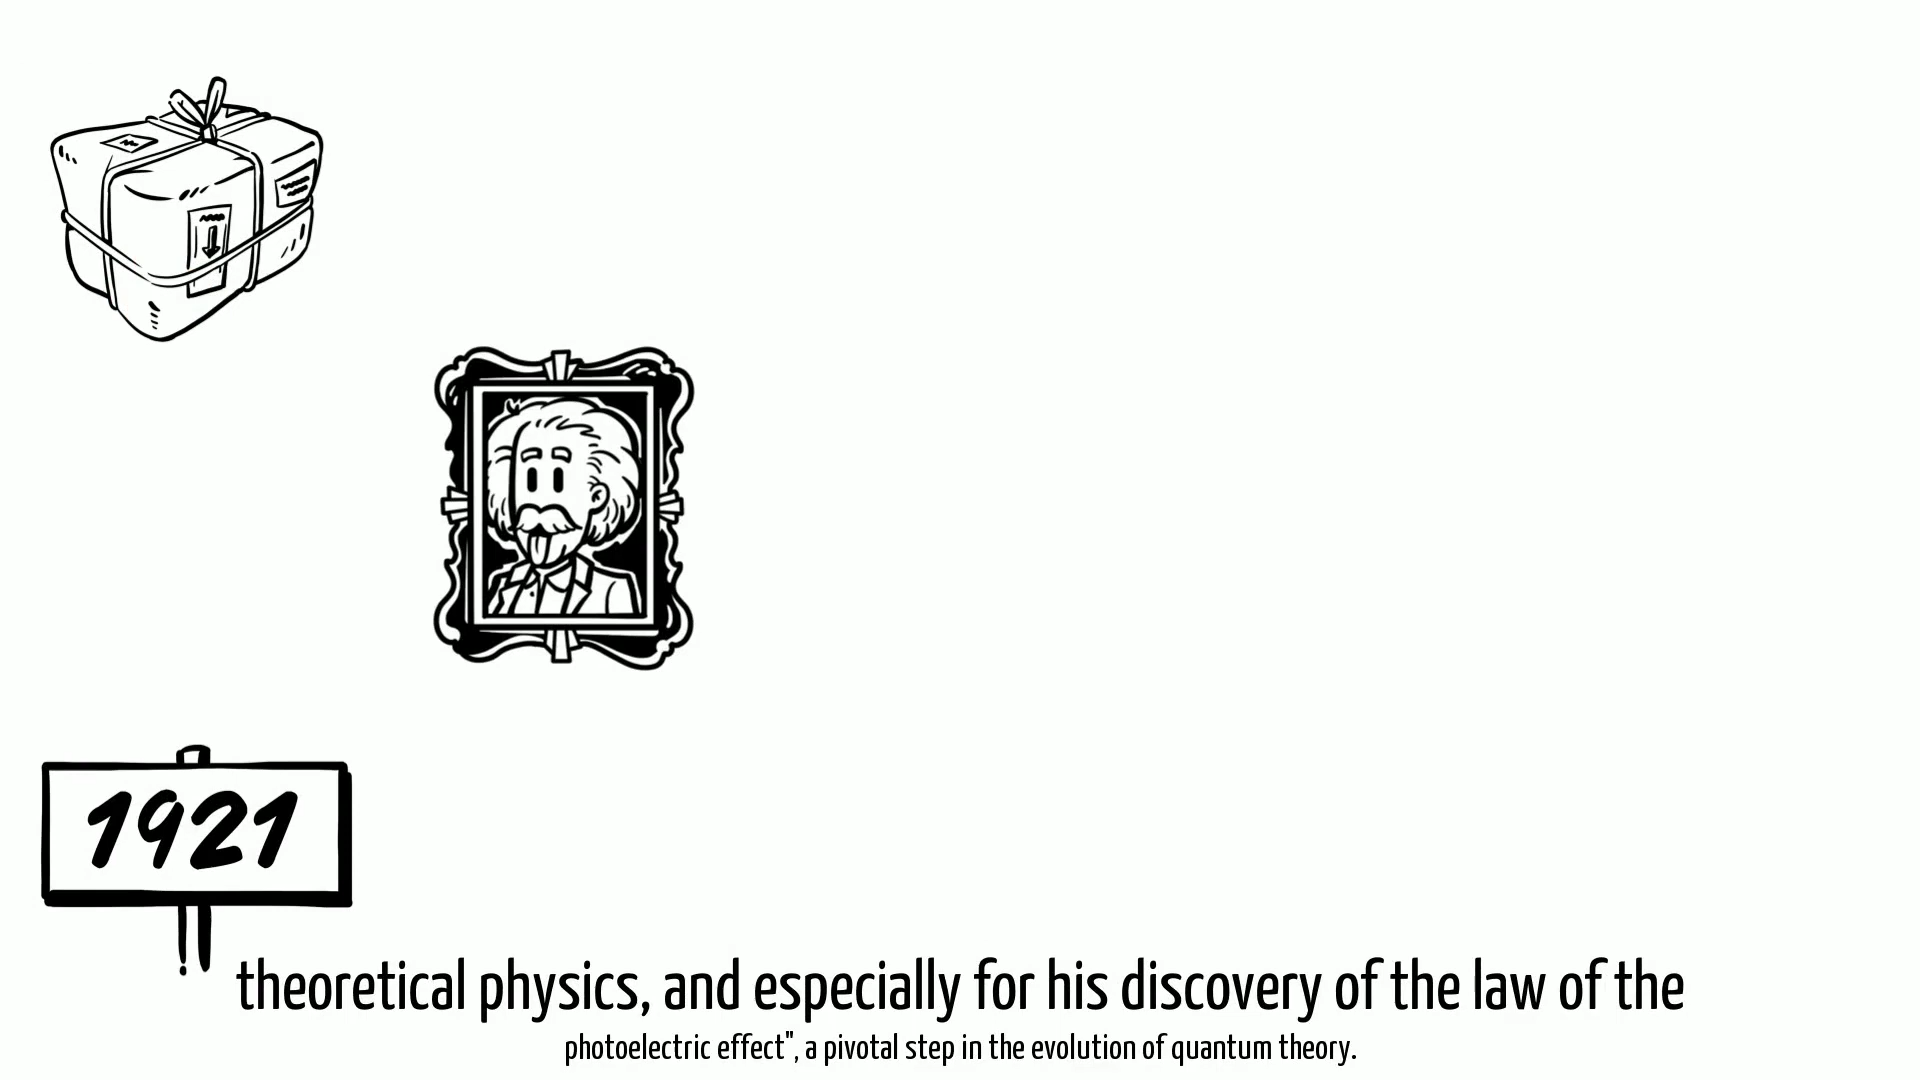 1921
theoretical physics, and especially for his discovery of the law of the
photoelectric effect", a pivotal step in the evolution of quantum theory.